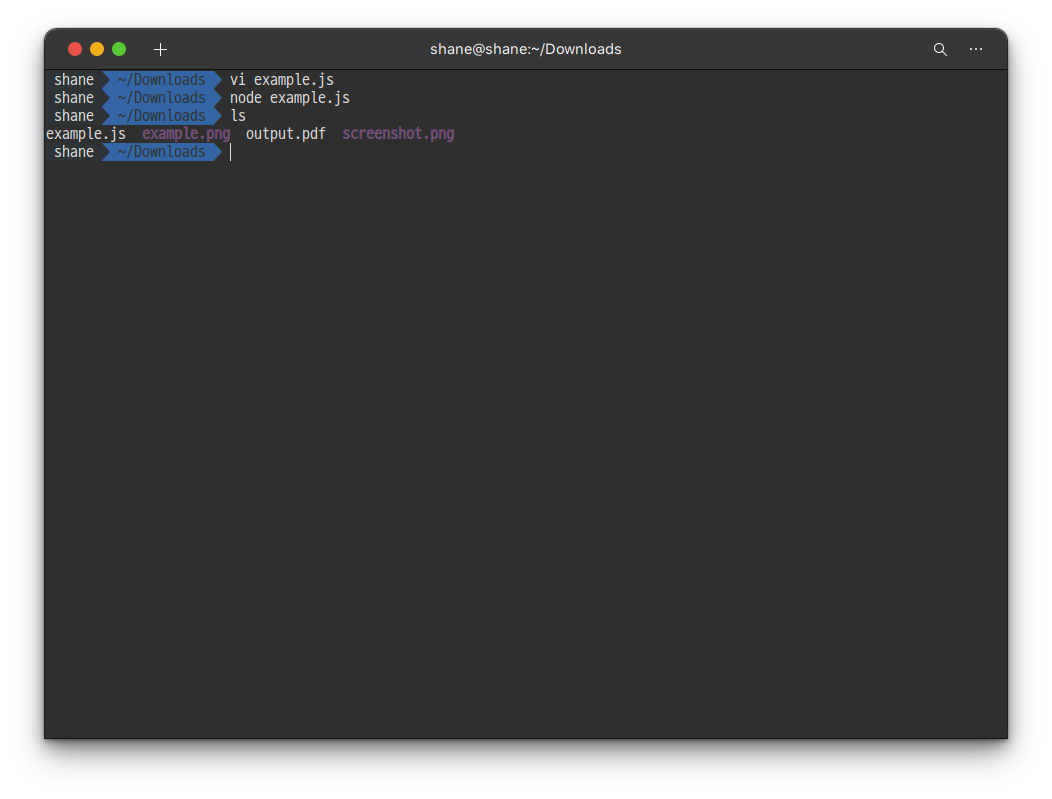 shane@shane:~/Downloads
shane ~/Downloads vi example.js
shane ~/Downloads node example.js
shane ~/Downloads ls
example.js example.png output.pdf screenshot.png
shane ~/Downloads